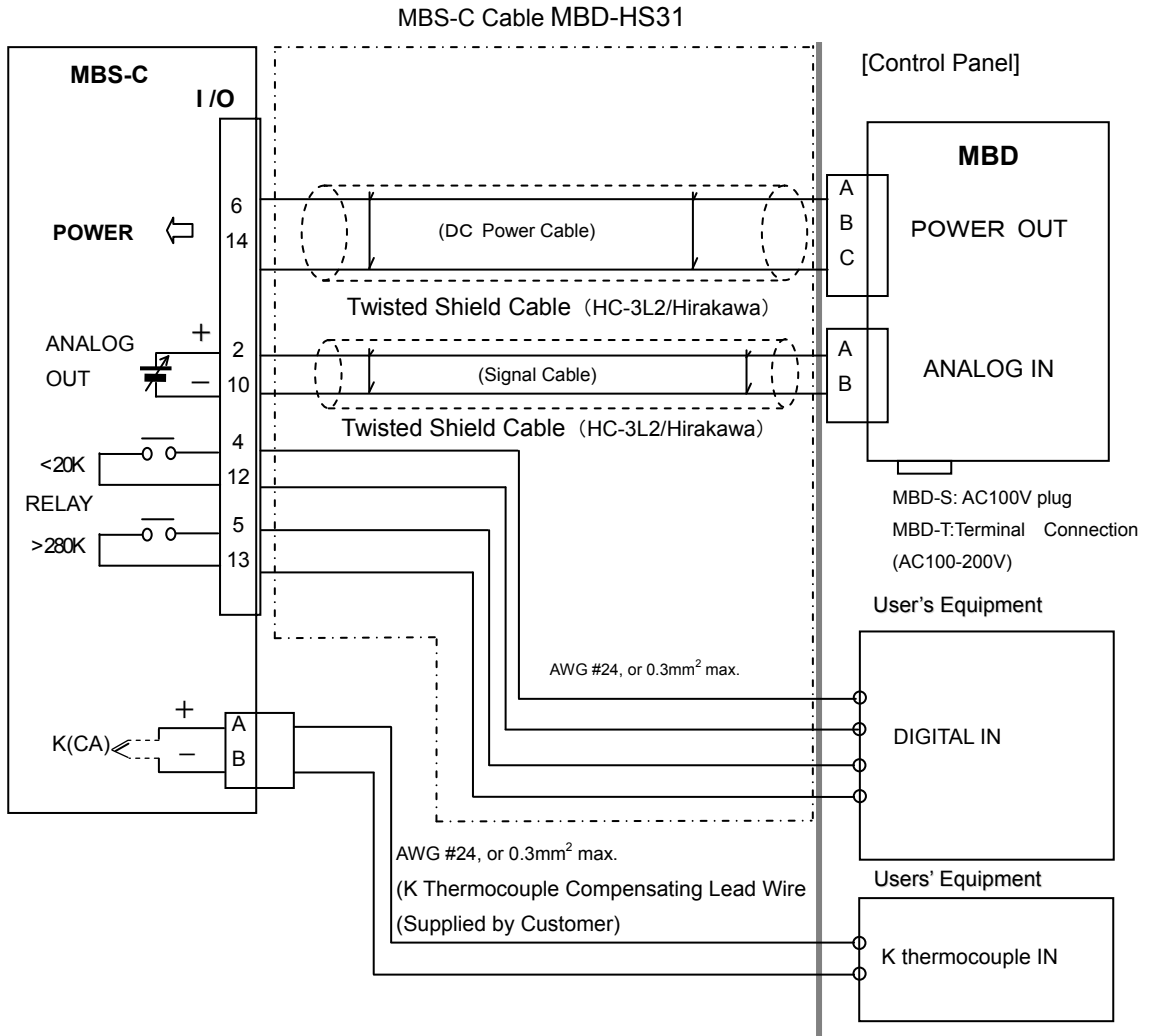 MBS-C Cable MBD-HS31
MBS-C
I /O
[Control Panel]
MBD
6
14
POWER
(DC Power Cable)
A
B
C
POWER OUT
Twisted Shield Cable (HC-3L2/Hirakawa)
ANALOG
OUT
+
−
2
10
(Signal Cable)
A
B
ANALOG IN
Twisted Shield Cable (HC-3L2/Hirakawa)
<20K
4
12
RELAY
>280K
5
13
MBD-S: AC100V plug
MBD-T:Terminal Connection
(AC100-200V)
User's Equipment
AWG #24, or 0.3mm² max.
DIGITAL IN
K(CA)
+
−
A
B
AWG #24, or 0.3mm² max.
(K Thermocouple Compensating Lead Wire
(Supplied by Customer)
Users' Equipment
K thermocouple IN